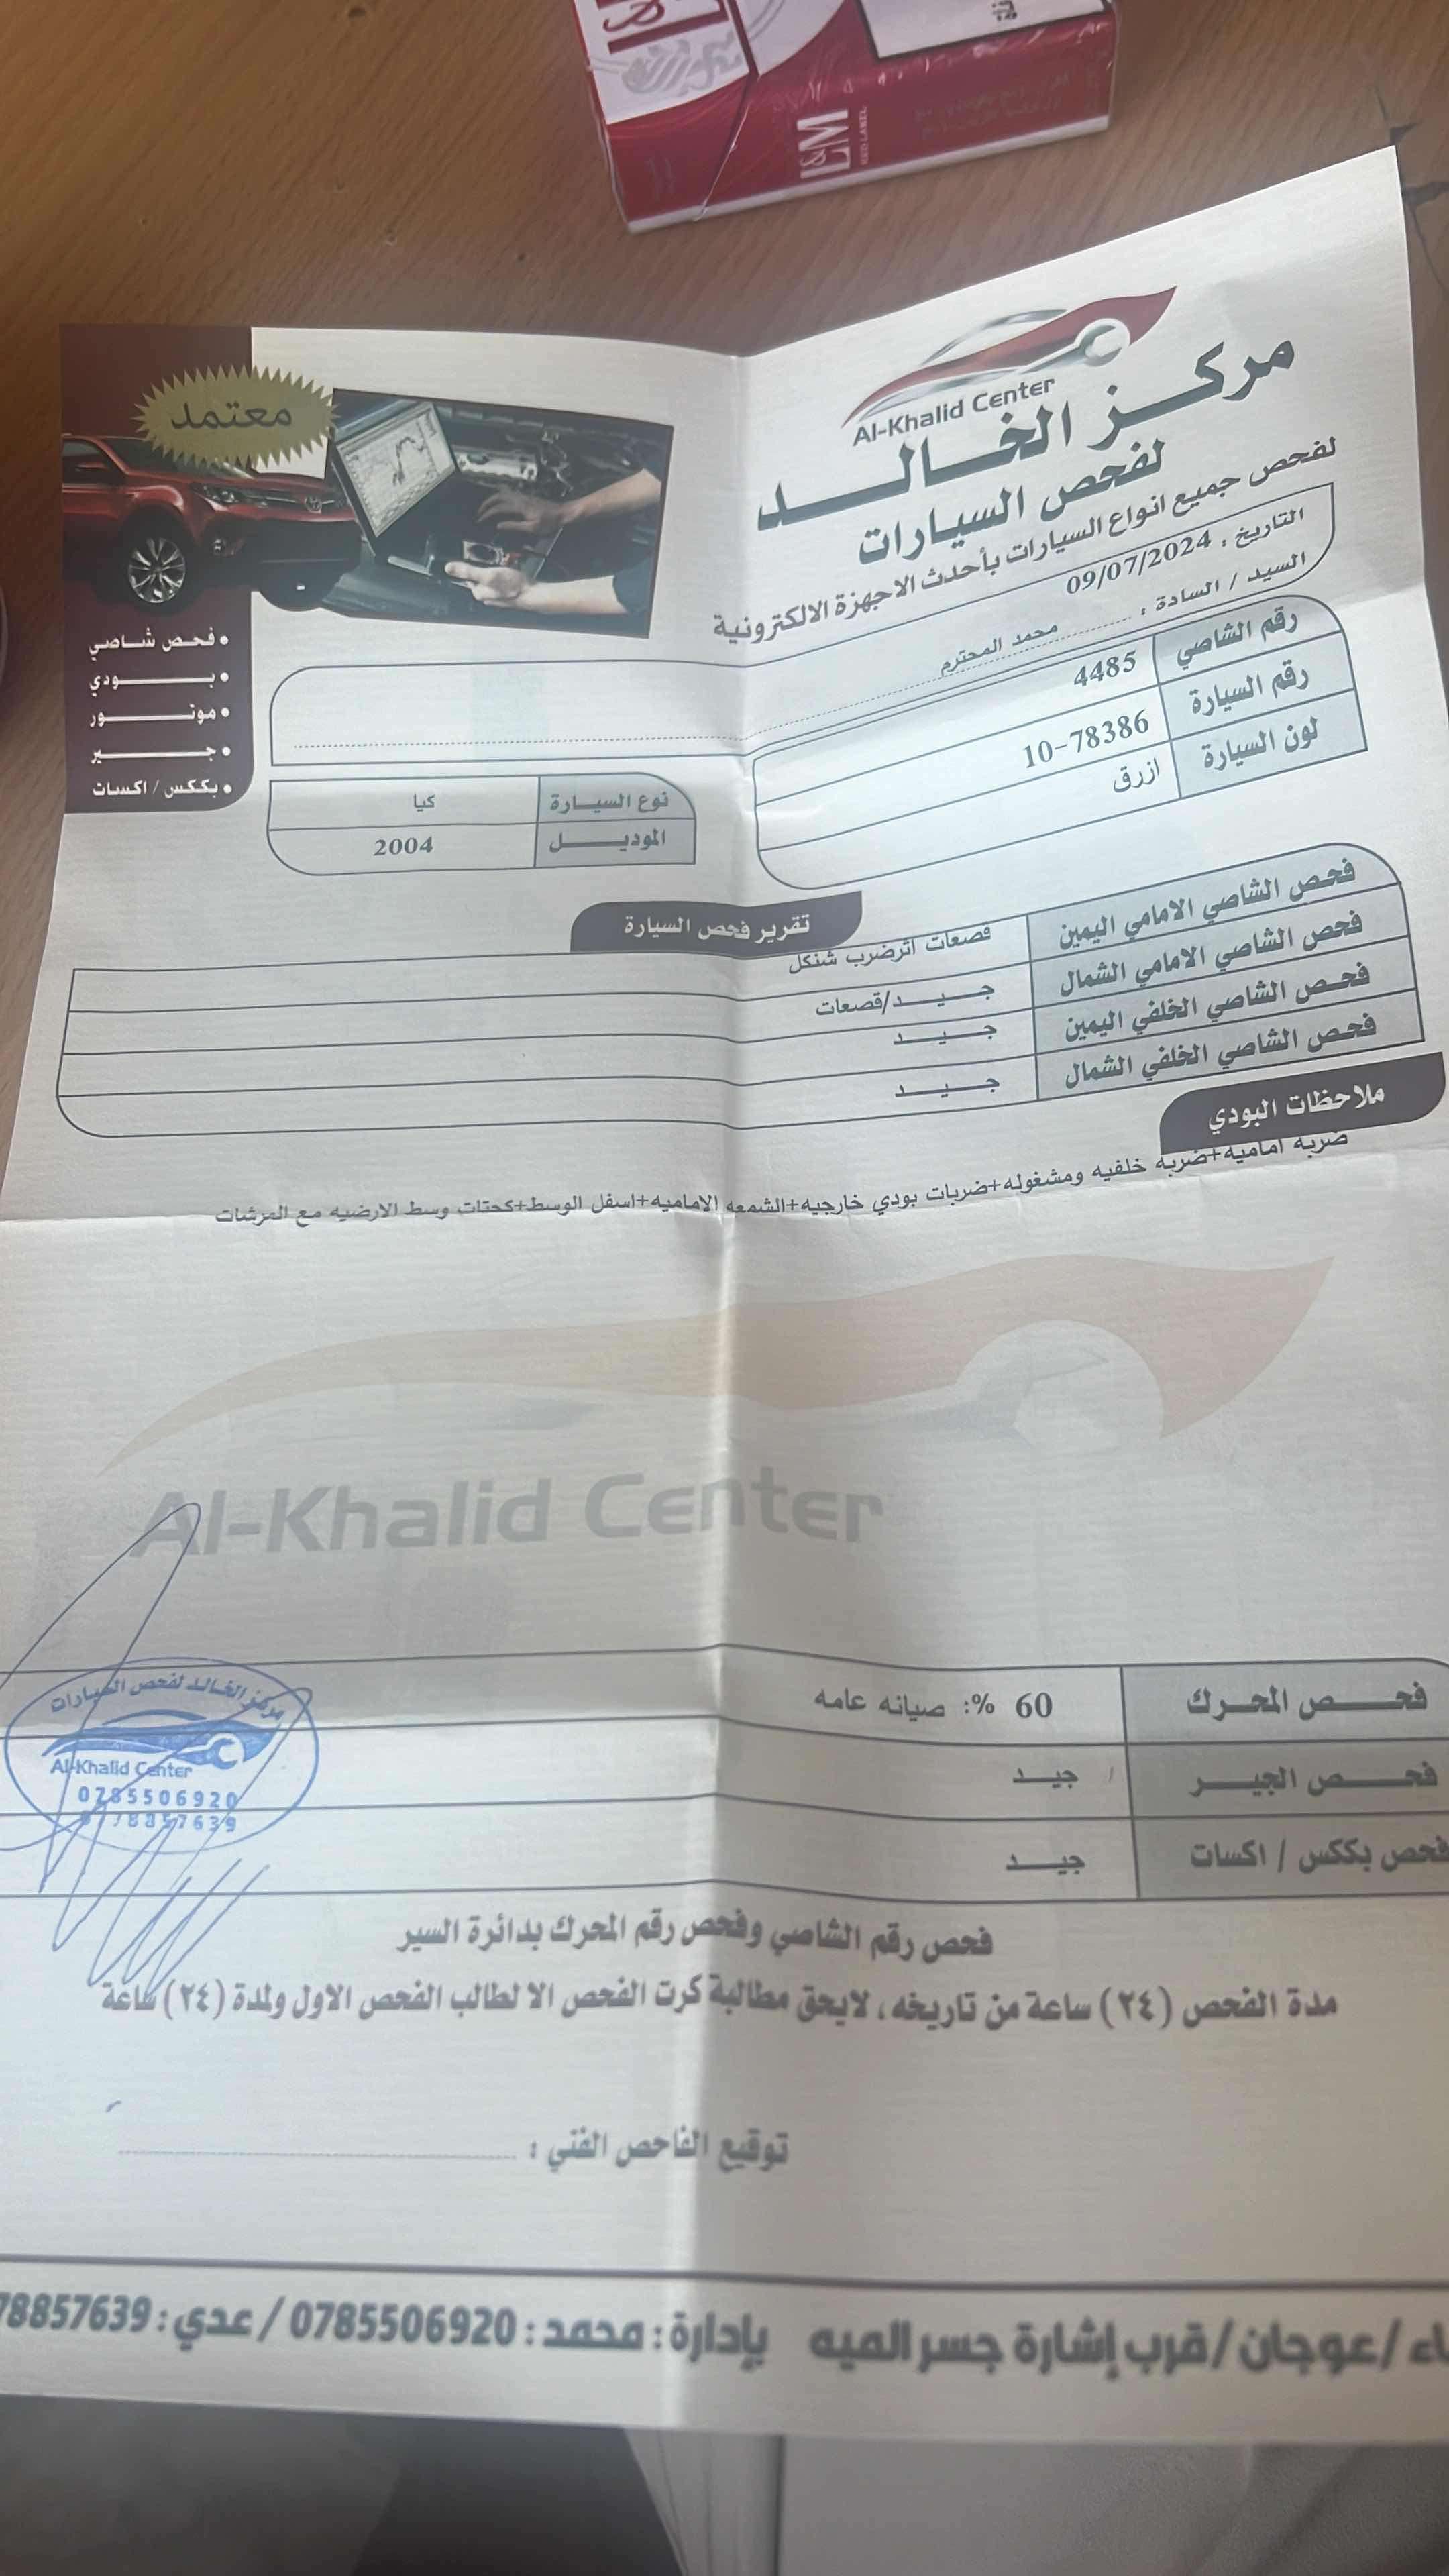 L&M
RED LABEL
Al-Khalid Center
مركز الخالد
لفحص السيارات
لفحص جميع انواع السيارات بأحدث الاجهزة الالكترونية
معتمد
• فحص شاصي
• بودي
• موتور
• جير
• بككس / اكسات
التاريخ : 09/07/2024
السيد / السادة : محمد المحترم
رقم الشاصي 4485
رقم السيارة 10-78386
لون السيارة ازرق
نوع السيارة كيا
الموديل 2004
تقرير فحص السيارة
فحص الشاصي الامامي اليمين قصعات اثرضرب شنكل
فحص الشاصي الامامي الشمال جيد/قصعات
فحص الشاصي الخلفي اليمين جيد
فحص الشاصي الخلفي الشمال جيد
ملاحظات البودي
ضربه اماميه+ضربه خلفيه ومشغوله+ضربات بودي خارجيه+الشمعه الاماميه+اسفل الوسط+كحتات وسط الارضيه مع المرشات
Al-Khalid Center
فحص المحرك 60 %: صيانه عامه
فحص الجير جيد
فحص بككس / اكسات جيد
مركز الخالد لفحص السيارات
Al-Khalid Center
0785506920
فحص رقم الشاصي وفحص رقم المحرك بدائرة السير
مدة الفحص (٢٤) ساعة من تاريخه، لايحق مطالبة كرت الفحص الا لطالب الفحص الاول ولمدة (٢٤) ساعة
توقيع الفاحص الفني :
اء / عوجان / قرب إشارة جسر الميه بإدارة : محمد : 0785506920 / عدي : 78857639